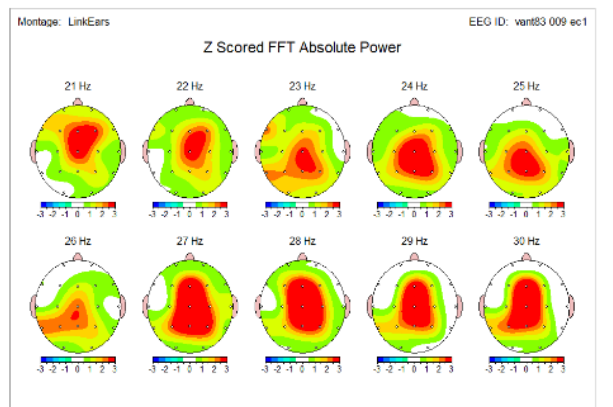 Montage: LinkEars EEG ID: vant83 009 ec1
Z Scored FFT Absolute Power
21 Hz 22 Hz 23 Hz 24 Hz 25 Hz
-3 -2 -1 0 1 2 3 -3 -2 -1 0 1 2 3 -3 -2 -1 0 1 2 3 -3 -2 -1 0 1 2 3 -3 -2 -1 0 1 2 3
26 Hz 27 Hz 28 Hz 29 Hz 30 Hz
-3 -2 -1 0 1 2 3 -3 -2 -1 0 1 2 3 -3 -2 -1 0 1 2 3 -3 -2 -1 0 1 2 3 -3 -2 -1 0 1 2 3